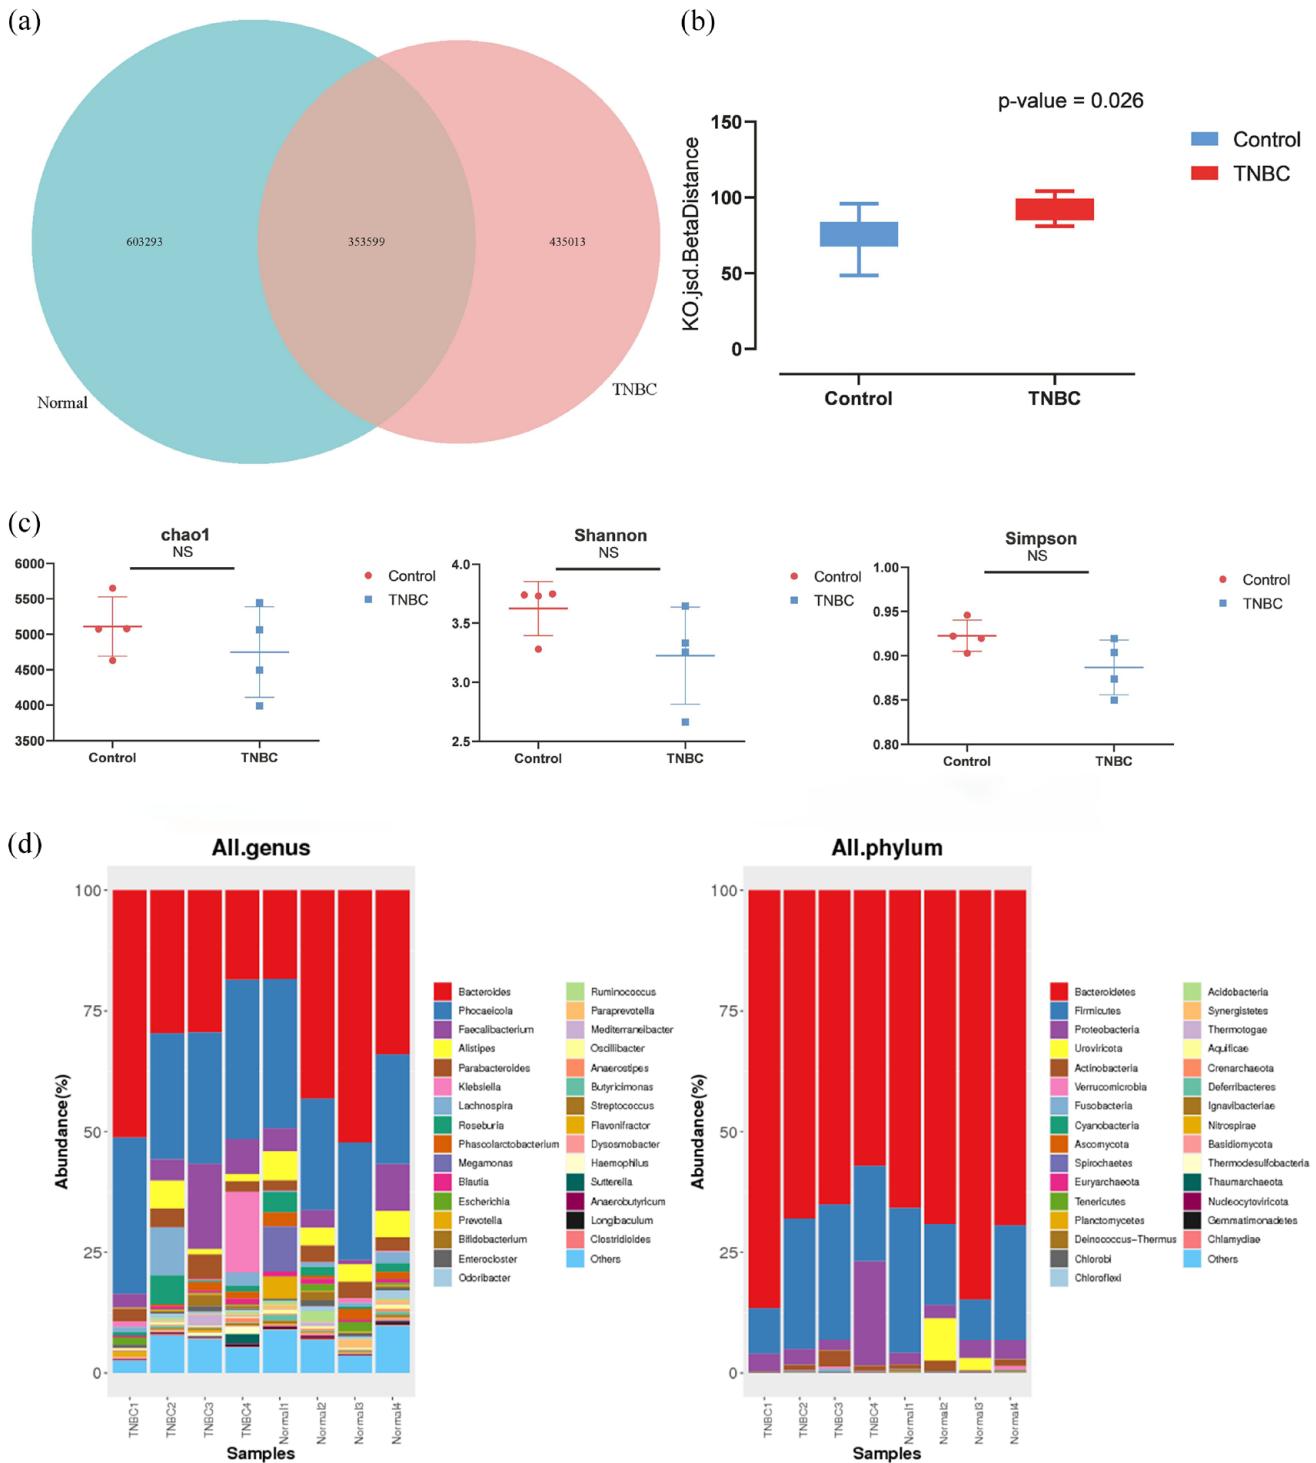 (a)
603293
353599
435013
Normal
TNBC
(b)
p-value = 0.026
KO.jsd.BetaDistance
150
100
50
0
Control
TNBC
Control
TNBC
(c)
chao1
NS
6000
5500
5000
4500
4000
3500
Control
TNBC
Control
TNBC
Shannon
NS
4.0
3.5
3.0
2.5
Control
TNBC
Control
TNBC
Simpson
NS
1.00
0.95
0.90
0.85
0.80
Control
TNBC
Control
TNBC
(d)
All.genus
Abundance(%)
100
75
50
25
0
TNBC1
TNBC2
TNBC3
TNBC4
Normal1
Normal2
Normal3
Normal4
Samples
Bacteroides
Phocaeicola
Faecalibacterium
Alistipes
Parabacteroides
Klebsiella
Lachnospira
Roseburia
Phascolarctobacterium
Megamonas
Blautia
Escherichia
Prevotella
Bifidobacterium
Enterocloster
Odoribacter
Ruminococcus
Paraprevotella
Mediterraneibacter
Oscillibacter
Anaerostipes
Butyricimonas
Streptococcus
Flavonifractor
Dysosmobacter
Haemophilus
Sutterella
Anaerobutyricum
Longibaculum
Clostridioides
Others
All.phylum
Abundance(%)
100
75
50
25
0
TNBC1
TNBC2
TNBC3
TNBC4
Normal1
Normal2
Normal3
Normal4
Samples
Bacteroidetes
Firmicutes
Proteobacteria
Uroviricota
Actinobacteria
Verrucomicrobia
Fusobacteria
Cyanobacteria
Ascomycota
Spirochaetes
Euryarchaeota
Tenericutes
Planctomycetes
Deinococcus-Thermus
Chlorobi
Chloroflexi
Acidobacteria
Synergistetes
Thermotogae
Aquificae
Crenarchaeota
Deferribacteres
Ignavibacteriae
Nitrospirae
Basidiomycota
Thermodesulfobacteria
Thaumarchaeota
Nucleocytoviricota
Gemmatimonadetes
Chlamydiae
Others